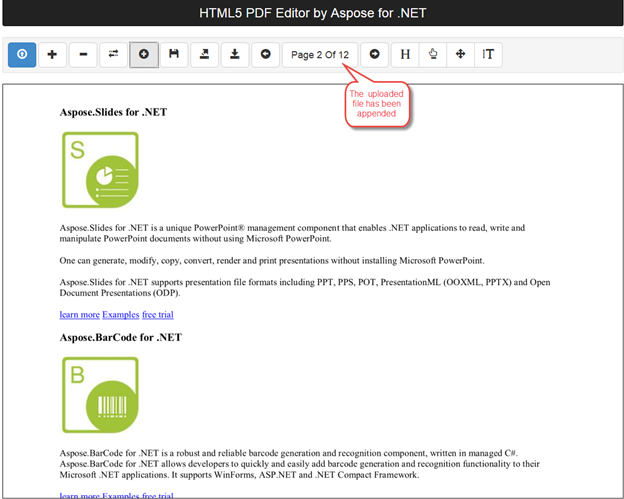 HTML5 PDF Editor by Aspose for .NET
Page 2 Of 12
H
T
The uploaded
file has been
appended
Aspose.Slides for .NET
S
Aspose.Slides for .NET is a unique PowerPoint® management component that enables .NET applications to read, write and
manipulate PowerPoint documents without using Microsoft PowerPoint.
One can generate, modify, copy, convert, render and print presentations without installing Microsoft PowerPoint.
Aspose.Slides for .NET supports presentation file formats including PPT, PPS, POT, PresentationML (OOXML, PPTX) and Open
Document Presentations (ODP).
learn more Examples free trial
Aspose.BarCode for .NET
B
Aspose.BarCode for .NET is a robust and reliable barcode generation and recognition component, written in managed C#.
Aspose.BarCode for .NET allows developers to quickly and easily add barcode generation and recognition functionality to their
Microsoft .NET applications. It supports WinForms, ASP.NET and .NET Compact Framework.
learn more Examples free trial